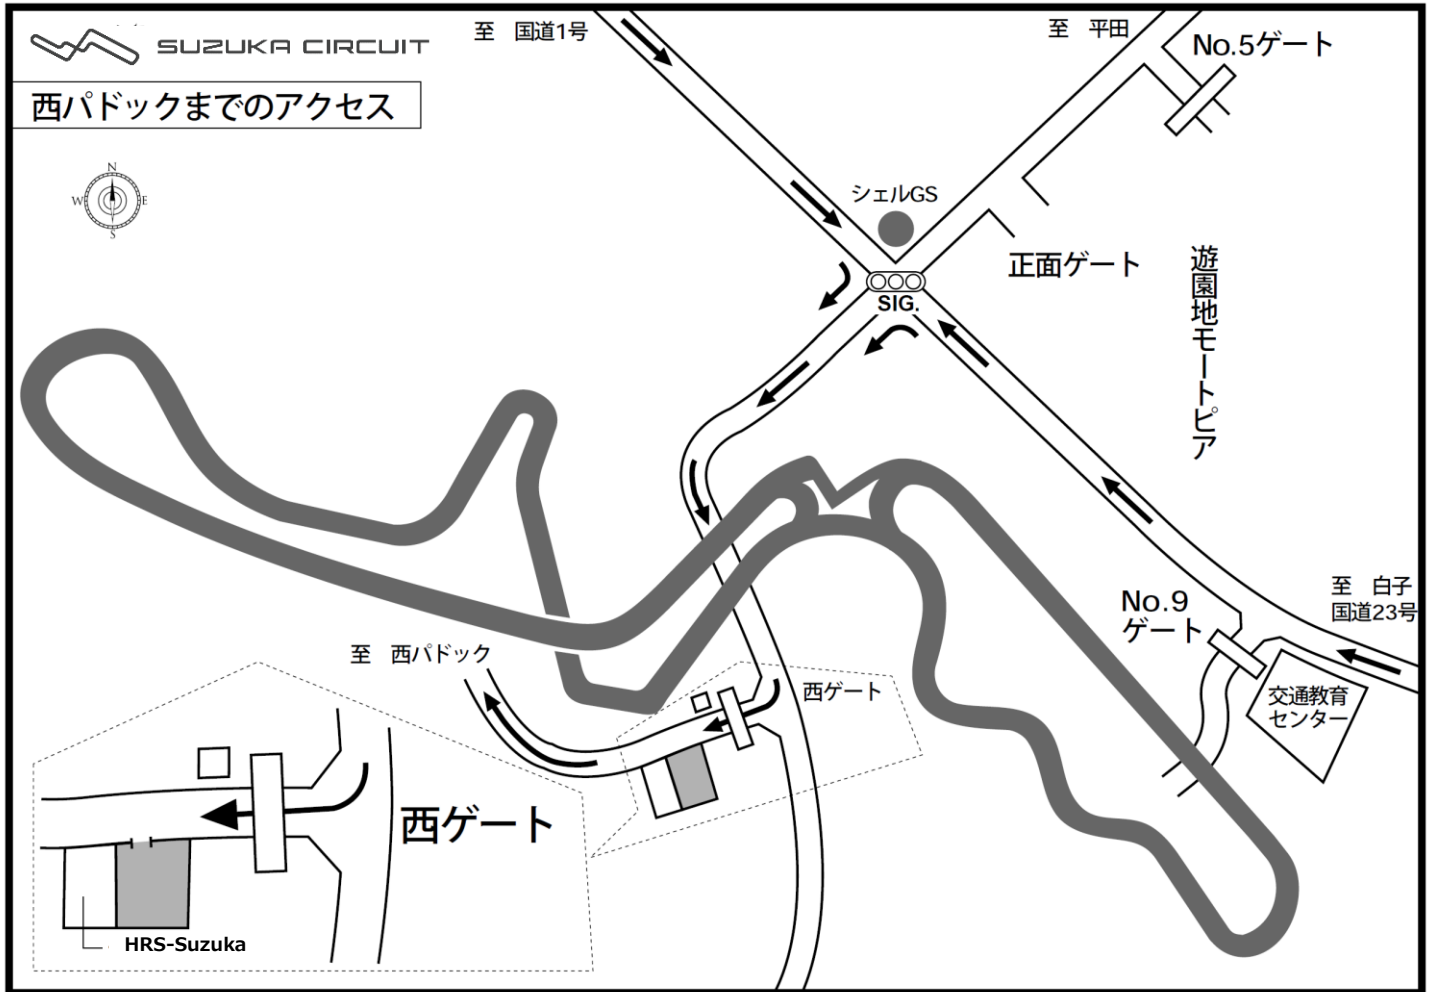 SUZUKA CIRCUIT
西パドックまでのアクセス
至 国道1号
至 平田
No.5ゲート
N
W
E
S
シェルGS
正面ゲート
SIG.
遊園地モートピア
至 白子
国道23号
No.9
ゲート
交通教育
センター
至 西パドック
西ゲート
西ゲート
HRS-Suzuka